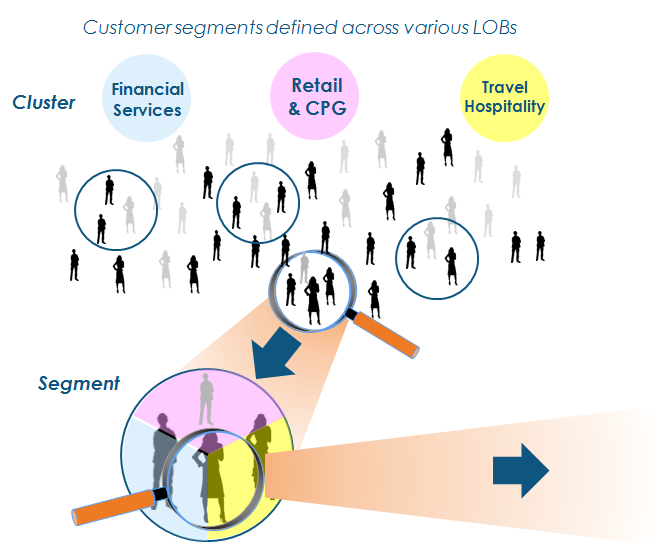 Customer segments defined across various LOBs
Cluster
Financial
Services
Retail
& CPG
Travel
Hospitality
Segment